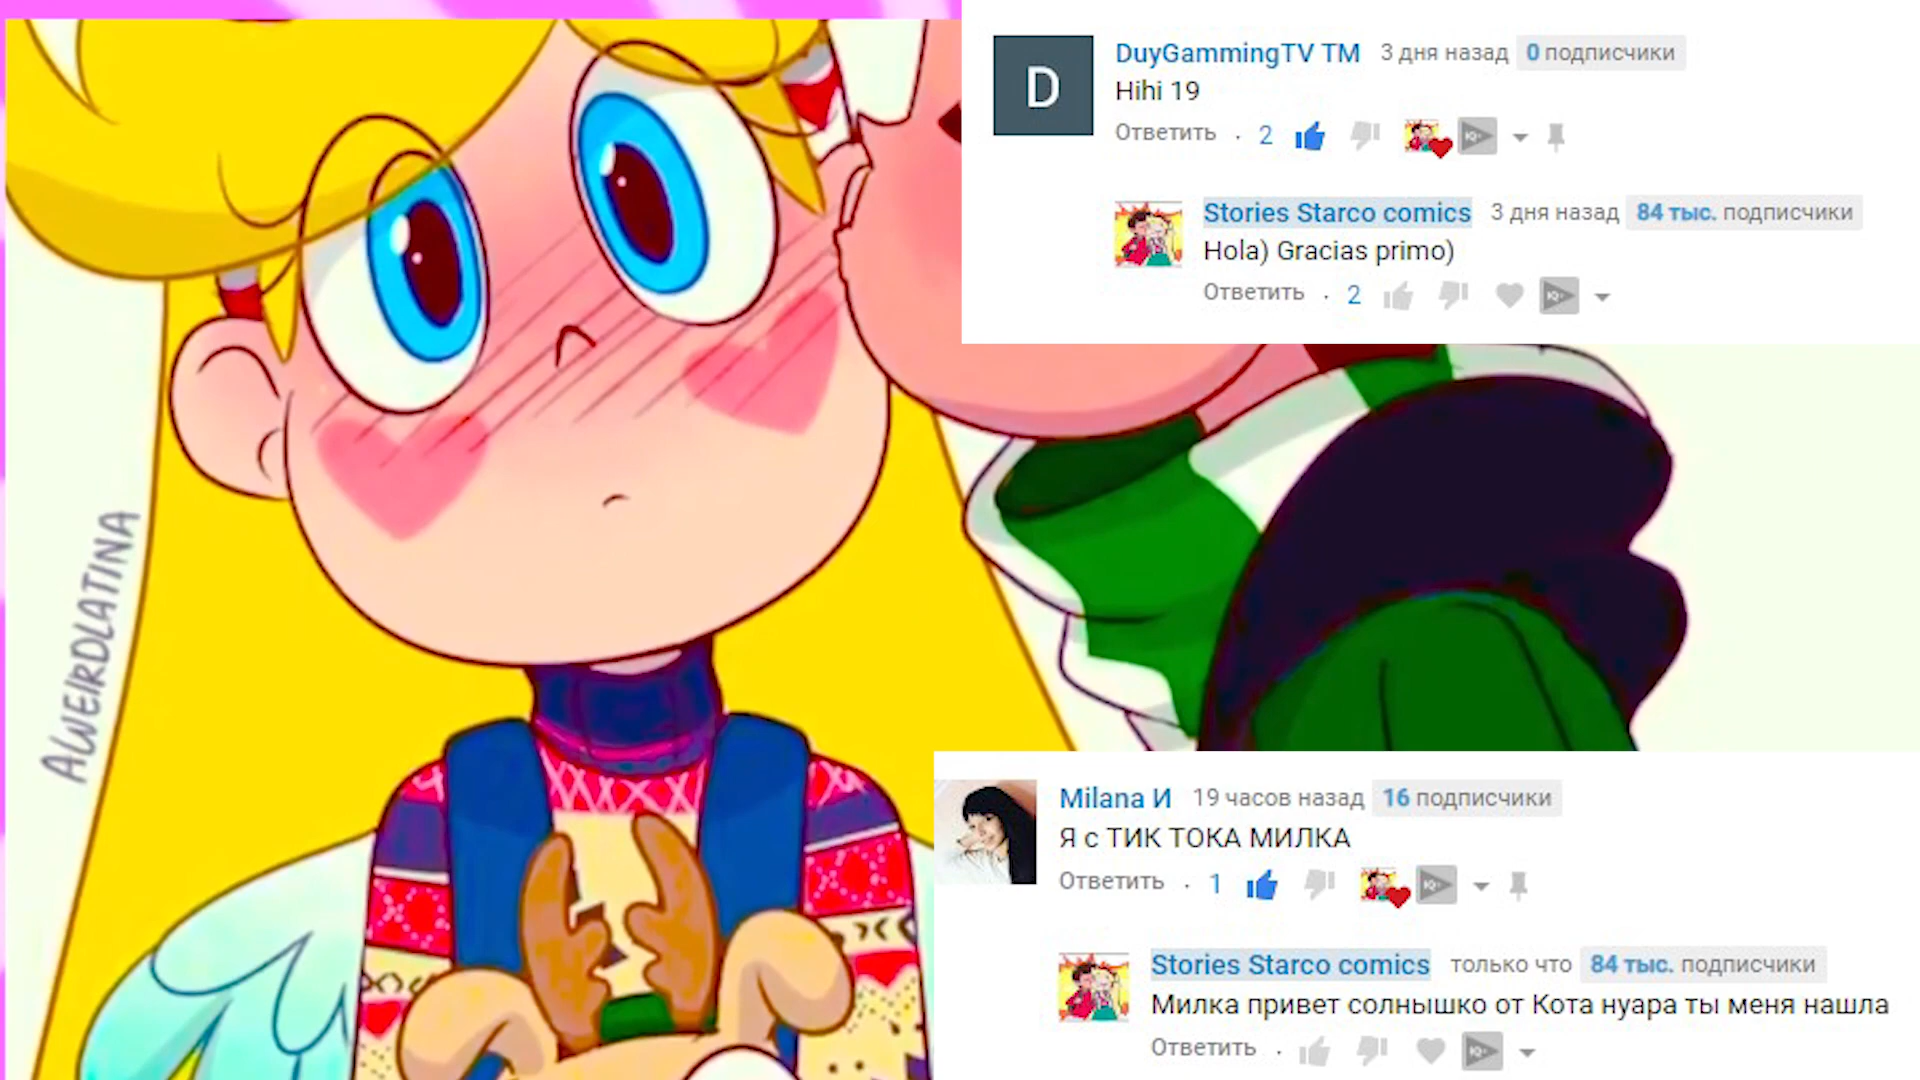 DuyGammingTV TM 3 дня назад 0 подписчики
Hihi 19
Ответить · 2
Stories Starco comics 3 дня назад 84 тыс. подписчики
Hola) Gracias primo)
Ответить · 2
ALWEIRDLATINA
Milana И 19 часов назад 16 подписчики
Я с ТИК ТОКА МИЛКА
Ответить · 1
Stories Starco comics только что 84 тыс. подписчики
Милка привет солнышко от Кота нуара ты меня нашла
Ответить ·